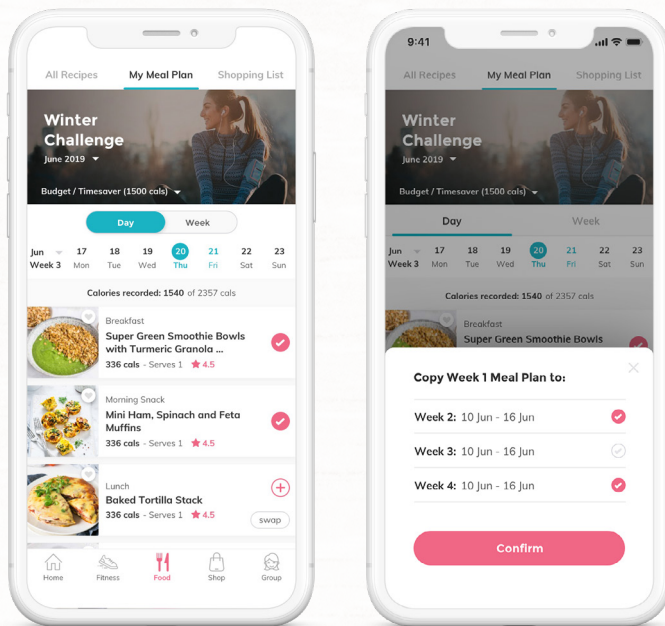 All Recipes My Meal Plan Shopping List
Winter
Challenge
June 2019
Budget / Timesaver (1500 cals)
Day Week
Jun 17 18 19 20 21 22 23
Week 3 Mon Tue Wed Thu Fri Sat Sun
Calories recorded: 1540 of 2357 cals
Breakfast
Super Green Smoothie Bowls
with Turmeric Granola ...
336 cals - Serves 1 4.5
Morning Snack
Mini Ham, Spinach and Feta
Muffins
336 cals - Serves 1 4.5
Lunch
Baked Tortilla Stack
336 cals - Serves 1 4.5
swap
Home Fitness Food Shop Group
9:41
All Recipes My Meal Plan Shopping List
Winter
Challenge
June 2019
Budget / Timesaver (1500 cals)
Day Week
Jun 17 18 19 20 21 22 23
Week 3 Mon Tue Wed Thu Fri Sat Sun
Calories recorded: 1540 of 2357 cals
Breakfast
Super Green Smoothie Bowls
Copy Week 1 Meal Plan to:
Week 2: 10 Jun - 16 Jun
Week 3: 10 Jun - 16 Jun
Week 4: 10 Jun - 16 Jun
Confirm